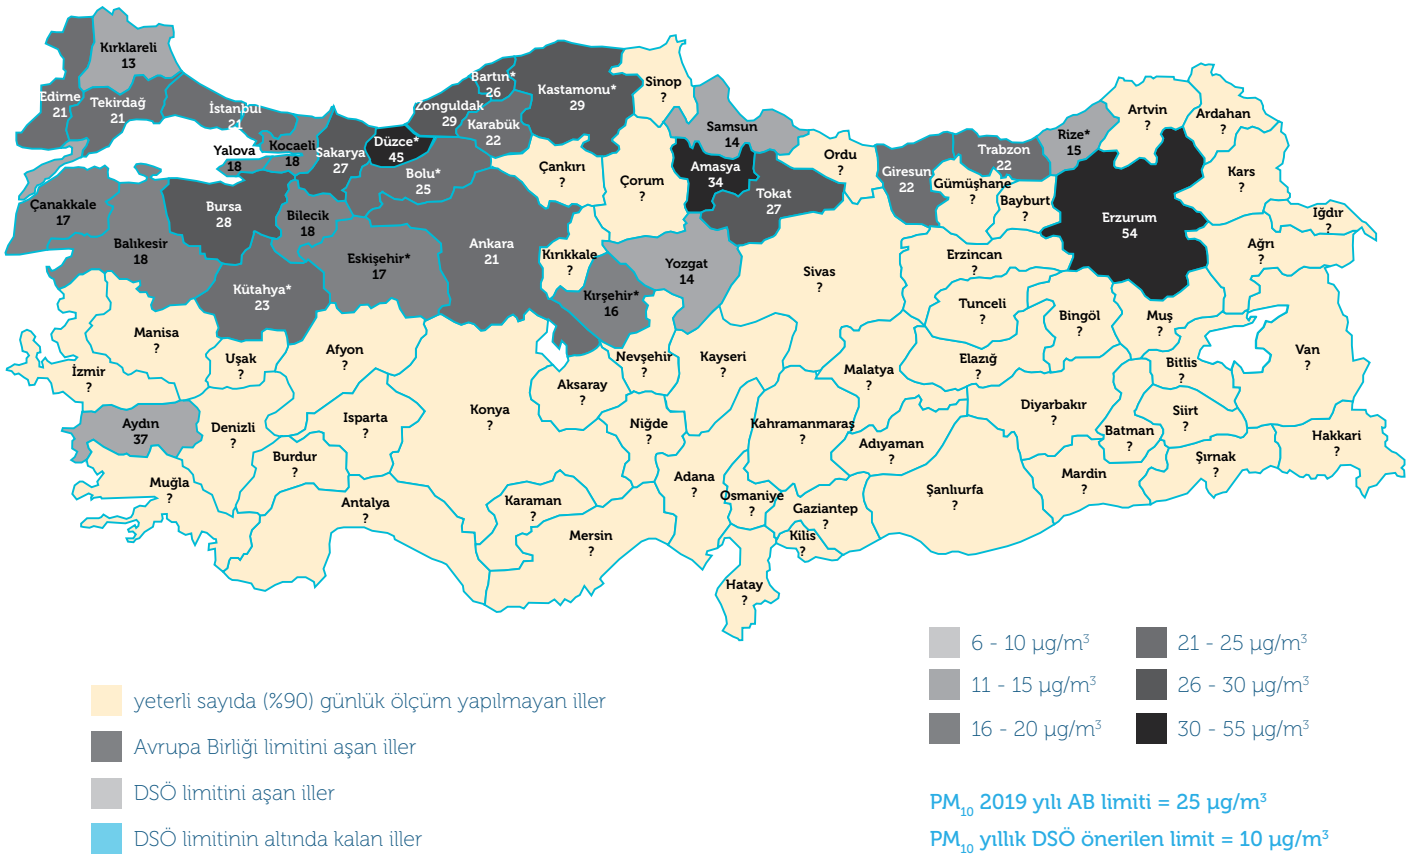 Kırklareli
13
Edirne
21
Tekirdağ
21
İstanbul
21
Yalova
18
Kocaeli
18
Sakarya
27
Düzce*
45
Bolu*
25
Zonguldak
29
Bartın*
26
Karabük
22
Kastamonu*
29
Sinop
?
Samsun
14
Ordu
?
Giresun
22
Trabzon
22
Rize*
15
Artvin
?
Ardahan
?
Kars
?
Iğdır
?
Ağrı
?
Erzurum
54
Bayburt
?
Gümüşhane
?
Erzincan
?
Tokat
27
Amasya
34
Çorum
?
Çankırı
?
Çanakkale
17
Balıkesir
18
Bursa
28
Bilecik
18
Eskişehir*
17
Kütahya*
23
Ankara
21
Kırıkkale
?
Kırşehir*
16
Yozgat
14
Sivas
?
Tunceli
?
Bingöl
?
Muş
?
Bitlis
?
Van
?
Manisa
?
İzmir
?
Uşak
?
Afyon
?
Aydın
37
Denizli
?
Isparta
?
Burdur
?
Muğla
?
Antalya
?
Konya
?
Aksaray
?
Nevşehir
?
Kayseri
?
Niğde
?
Malatya
?
Elazığ
?
Kahramanmaraş
?
Adıyaman
?
Diyarbakır
?
Batman
?
Siirt
?
Şırnak
?
Hakkari
?
Mardin
?
Şanlıurfa
?
Karaman
?
Mersin
?
Adana
?
Osmaniye
?
Gaziantep
?
Kilis
?
Hatay
?
yeterli sayıda (%90) günlük ölçüm yapılmayan iller
Avrupa Birliği limitini aşan iller
DSÖ limitini aşan iller
DSÖ limitinin altında kalan iller
6 - 10 µg/m³
11 - 15 µg/m³
16 - 20 µg/m³
21 - 25 µg/m³
26 - 30 µg/m³
30 - 55 µg/m³
PM₁₀ 2019 yılı AB limiti = 25 µg/m³
PM₁₀ yıllık DSÖ önerilen limit = 10 µg/m³